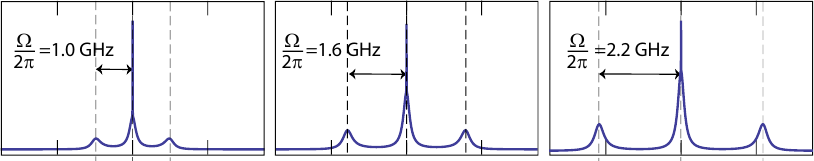 Ω/2π =1.0 GHz
Ω/2π =1.6 GHz
Ω/2π =2.2 GHz